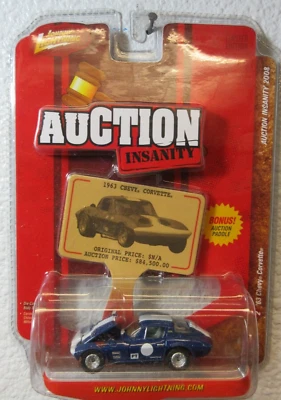 AUCTION
INSANITY
1963 CHEVY. CORVETTE.
ORIGINAL PRICE: $N/A
AUCTION PRICE: $84,500.00
BONUS!
AUCTION
PADDLE
AUCTION INSANITY 2008
'63 Chevy Corvette
WWW.JOHNNYLIGHTNING.COM